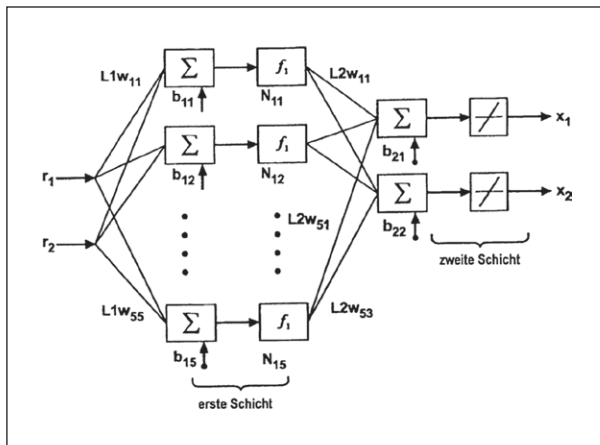 Σ f₁
L1w₁₁ L2w₁₁
b₁₁ N₁₁
Σ x₁
Σ f₁
b₂₁
b₁₂ N₁₂
r₁
Σ x₂
L2w₅₁
b₂₂
r₂
zweite Schicht
L1w₅₅ L2w₅₃
Σ f₁
b₁₅ N₁₅
erste Schicht